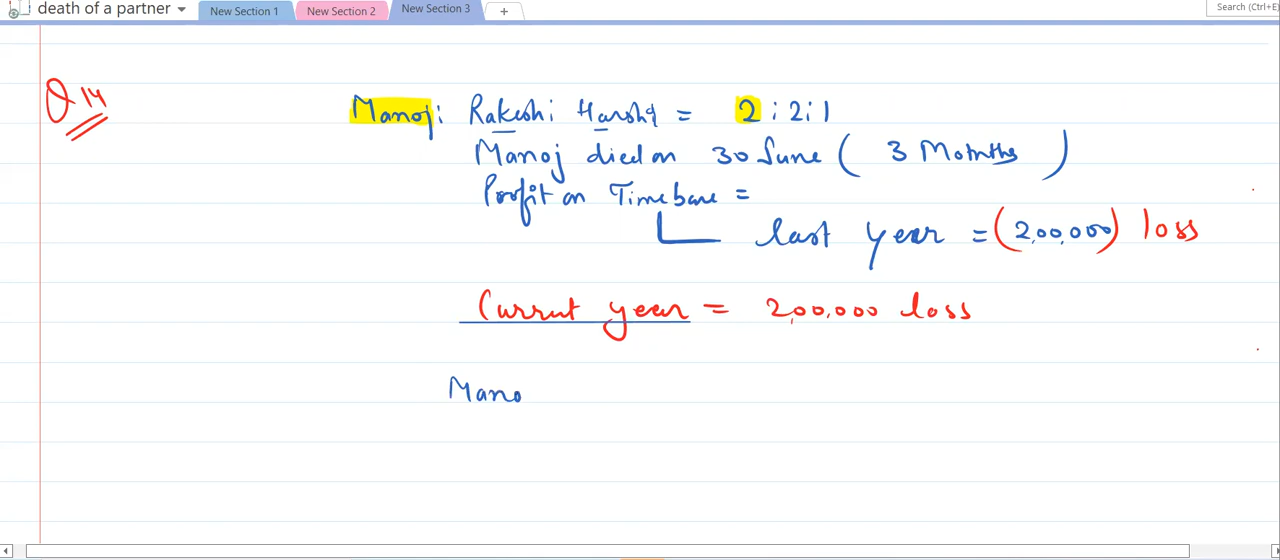 death of a partner New Section 1 New Section 2 New Section 3 + Search (Ctrl+E)
Q 14
Manoj : Rakesh : Harsha = 2 : 2 : 1
Manoj died on 30 June ( 3 Motnths )
Profit on Time base =
last year = (2,00,000) loss
Current year = 2,00,000 loss
Mano